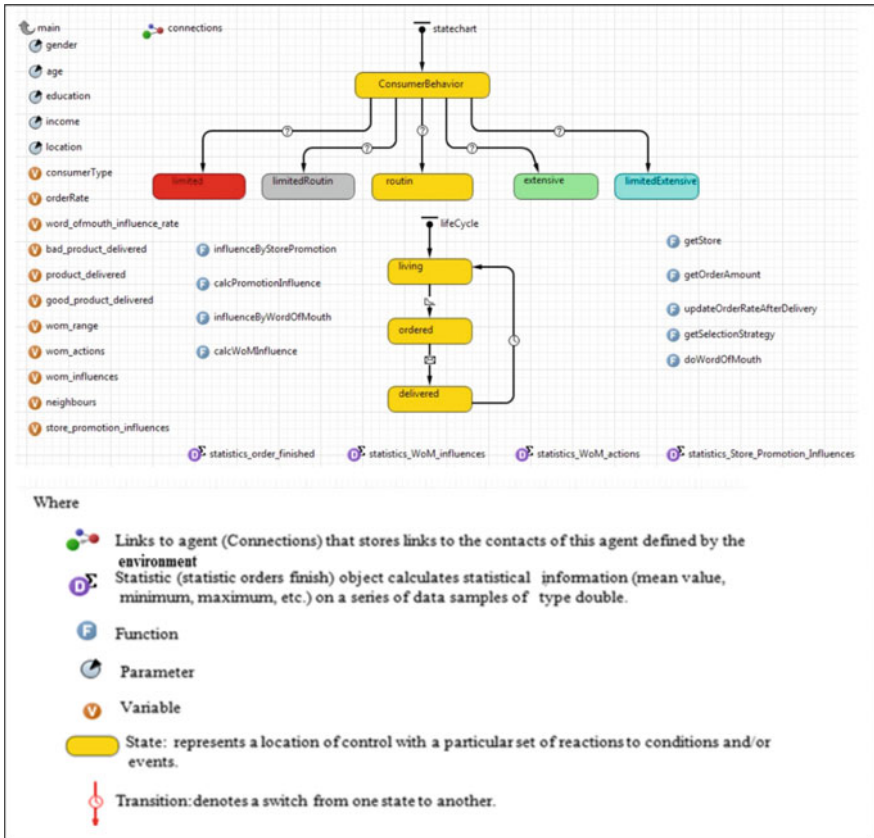 main
connections
statechart
gender
age
education
income
location
consumerType
orderRate
word_ofmouth_influence_rate
bad_product_delivered
product_delivered
good_product_delivered
wom_range
wom_actions
wom_influences
neighbours
store_promotion_influences
ConsumerBehavior
?
?
?
?
?
limited
limitedRoutin
routin
extensive
limitedExtensive
lifeCycle
influenceByStorePromotion
calcPromotionInfluence
influenceByWordOfMouth
calcWoMInfluence
living
ordered
delivered
getStore
getOrderAmount
updateOrderRateAfterDelivery
getSelectionStrategy
doWordOfMouth
statistics_order_finished
statistics_WoM_influences
statistics_WoM_actions
statistics_Store_Promotion_Influences
Where
Links to agent (Connections) that stores links to the contacts of this agent defined by the
environment
Statistic (statistic orders finish) object calculates statistical information (mean value,
minimum, maximum, etc.) on a series of data samples of type double.
F Function
Parameter
V Variable
State: represents a location of control with a particular set of reactions to conditions and/or
events.
Transition: denotes a switch from one state to another.